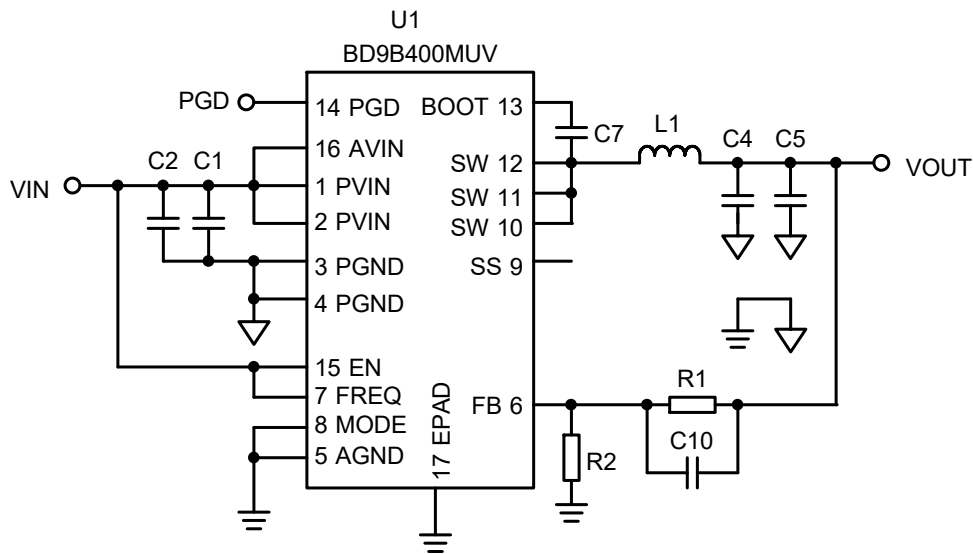 U1
BD9B400MUV
PGD
14 PGD
BOOT 13
C7
L1
C4
C5
C2
C1
16 AVIN
SW 12
VOUT
VIN
1 PVIN
SW 11
2 PVIN
SW 10
3 PGND
SS 9
4 PGND
15 EN
7 FREQ
FB 6
R1
8 MODE
C10
5 AGND
17 EPAD
R2